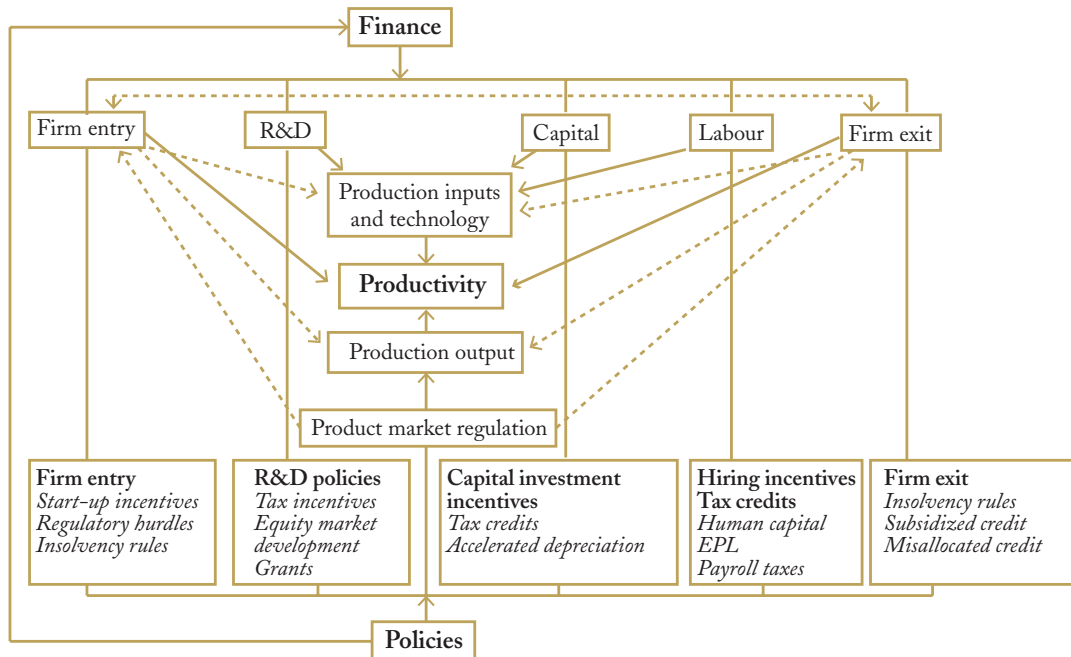 Finance
Firm entry
R&D
Capital
Labour
Firm exit
Production inputs
and technology
Productivity
Production output
Product market regulation
Firm entry
Start-up incentives
Regulatory hurdles
Insolvency rules
R&D policies
Tax incentives
Equity market
development
Grants
Capital investment
incentives
Tax credits
Accelerated depreciation
Hiring incentives
Tax credits
Human capital
EPL
Payroll taxes
Firm exit
Insolvency rules
Subsidized credit
Misallocated credit
Policies